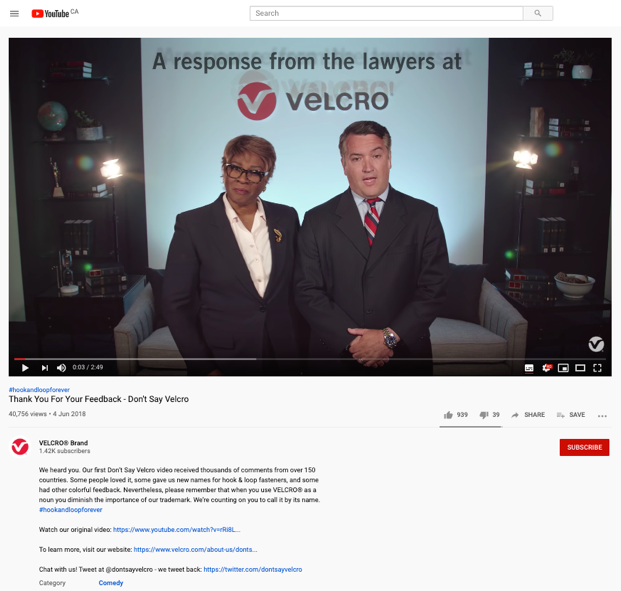 YouTube CA
Search
A response from the lawyers at
VELCRO
0:03 / 2:49
#hookandloopforever
Thank You For Your Feedback - Don't Say Velcro
40,756 views • 4 Jun 2018
939
39
SHARE
SAVE
VELCRO® Brand
1.42K subscribers
SUBSCRIBE
We heard you. Our first Don't Say Velcro video received thousands of comments from over 150
countries. Some people loved it, some gave us new names for hook & loop fasteners, and some
had other colorful feedback. Nevertheless, please remember that when you use VELCRO® as a
noun you diminish the importance of our trademark. We're counting on you to call it by its name.
#hookandloopforever
Watch our original video: https://www.youtube.com/watch?v=rRi8L...
To learn more, visit our website: https://www.velcro.com/about-us/donts...
Chat with us! Tweet at @dontsayvelcro - we tweet back: https://twitter.com/dontsayvelcro
Category
Comedy